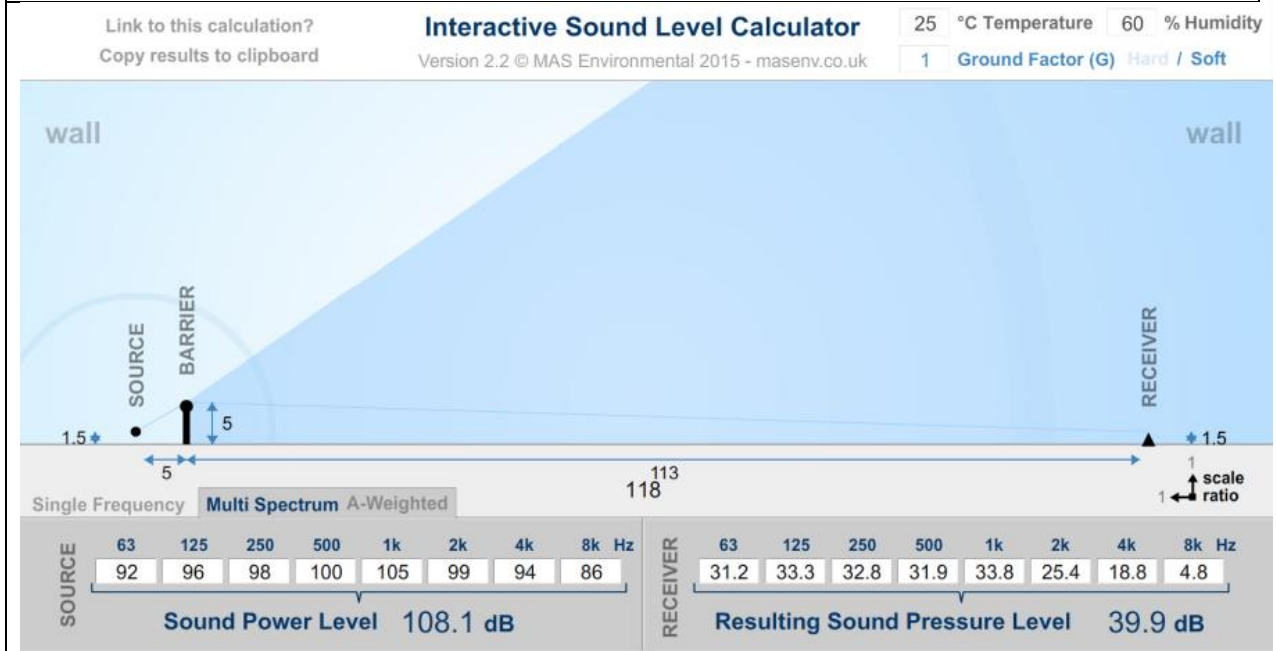 Link to this calculation?
Copy results to clipboard
Interactive Sound Level Calculator
Version 2.2 © MAS Environmental 2015 - masenv.co.uk
25 °C Temperature 60 % Humidity
1 Ground Factor (G) Hard / Soft
wall
wall
SOURCE
BARRIER
RECEIVER
1.5
5
1.5
5
113
118
1
scale
1 ratio
Single Frequency Multi Spectrum A-Weighted
SOURCE
63 125 250 500 1k 2k 4k 8k Hz
92 96 98 100 105 99 94 86
Sound Power Level 108.1 dB
RECEIVER
63 125 250 500 1k 2k 4k 8k Hz
31.2 33.3 32.8 31.9 33.8 25.4 18.8 4.8
Resulting Sound Pressure Level 39.9 dB